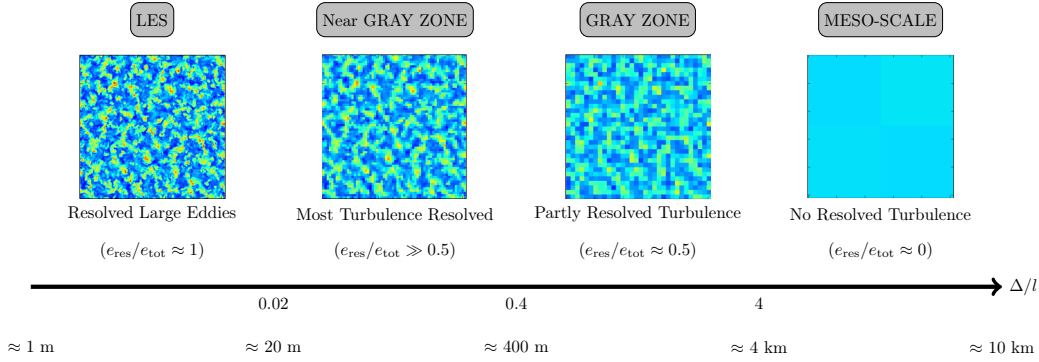 LES Near GRAY ZONE GRAY ZONE MESO-SCALE
Resolved Large Eddies Most Turbulence Resolved Partly Resolved Turbulence No Resolved Turbulence
(e_res/e_tot ≈ 1) (e_res/e_tot ≫ 0.5) (e_res/e_tot ≈ 0.5) (e_res/e_tot ≈ 0)
Δ/l
0.02 0.4 4
≈ 1 m ≈ 20 m ≈ 400 m ≈ 4 km ≈ 10 km